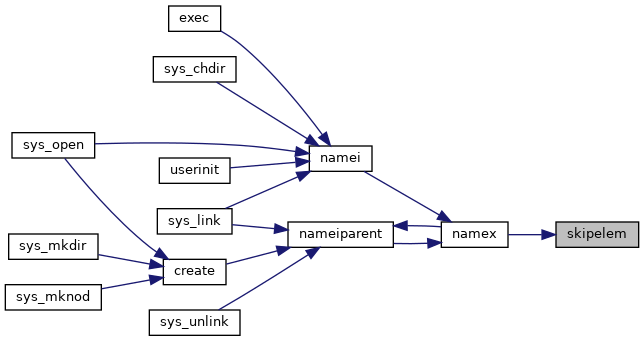 exec
sys_chdir
sys_open
namei
userinit
sys_link
nameiparent
namex
skipelem
sys_mkdir
create
sys_mknod
sys_unlink